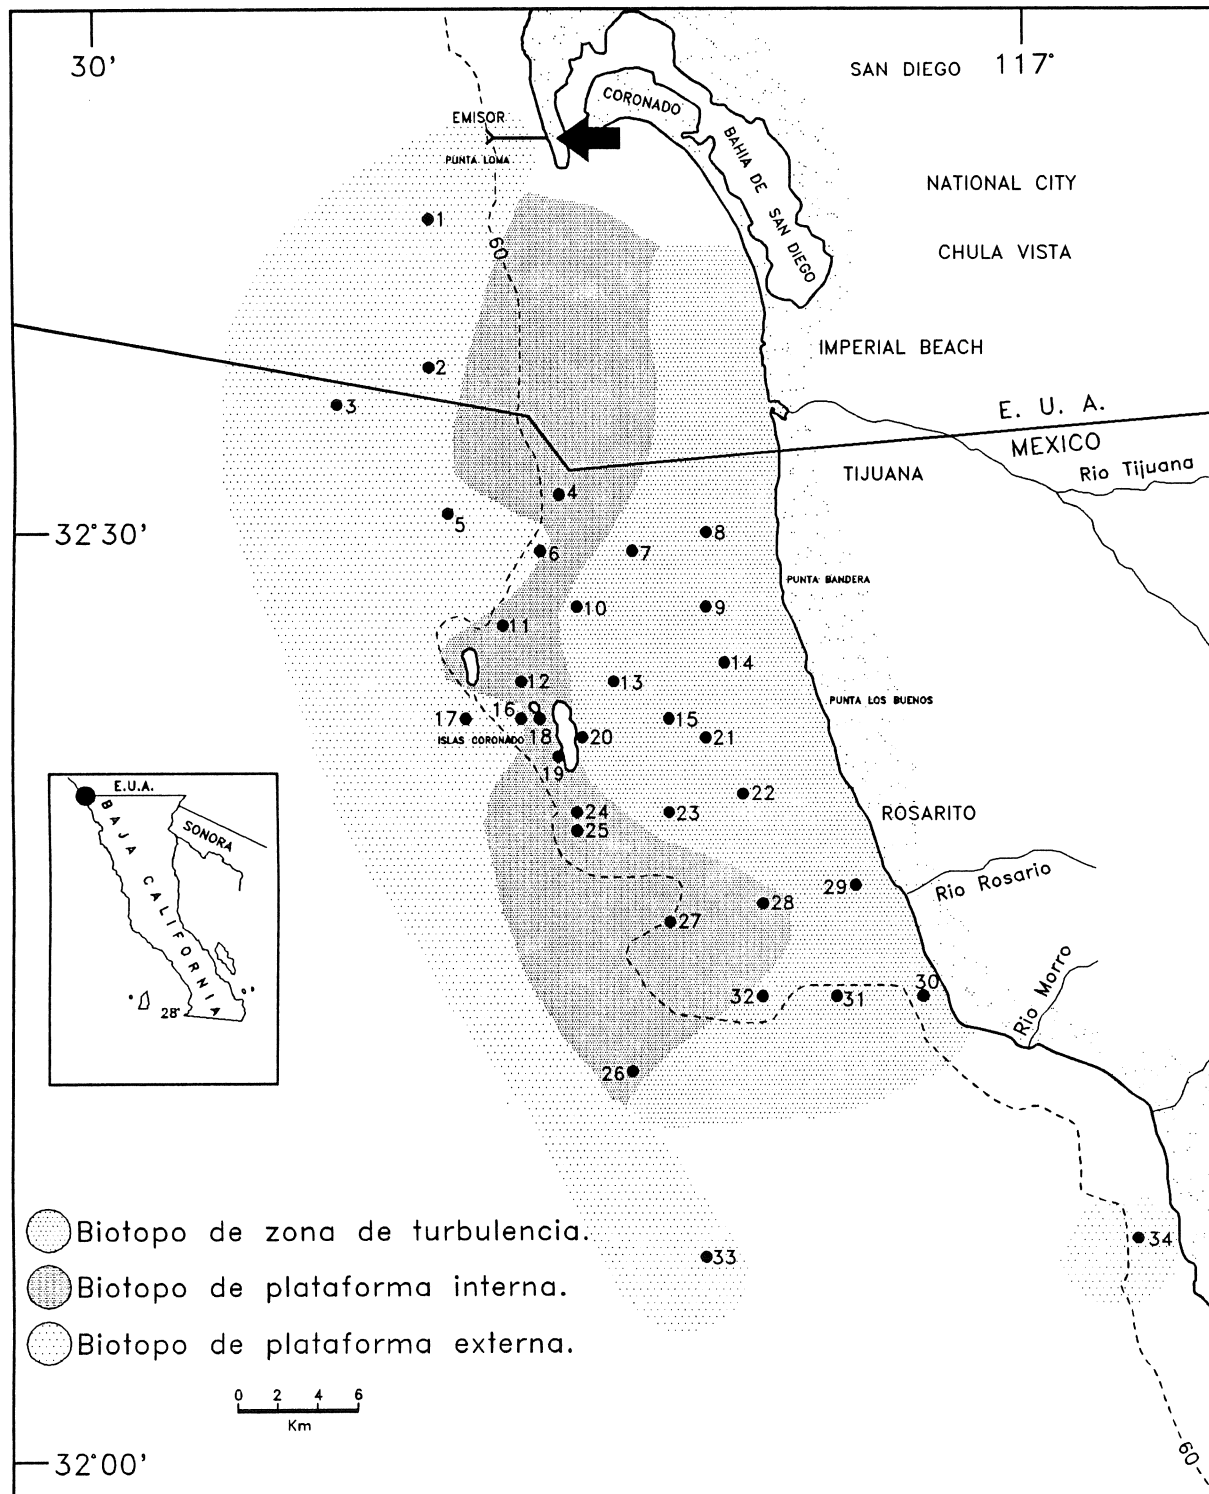 30'
SAN DIEGO 117°
CORONADO
EMISOR
PUNTA LOMA
BAHIA DE SAN DIEGO
NATIONAL CITY
1
60
CHULA VISTA
IMPERIAL BEACH
2
3
E. U. A.
MEXICO
TIJUANA
Rio Tijuana
4
5
32°30'
6
7
8
PUNTA BANDERA
10
9
11
14
12
13
PUNTA LOS BUENOS
17
16
18
15
ISLAS CORONADO
20
21
19
E.U.A.
BAJA CALIFORNIA
SONORA
28°
22
24
23
25
ROSARITO
29
Rio Rosario
28
27
32
31
30
Rio Morro
26
Biotopo de zona de turbulencia.
Biotopo de plataforma interna.
Biotopo de plataforma externa.
33
34
0 2 4 6
Km
32°00'
60